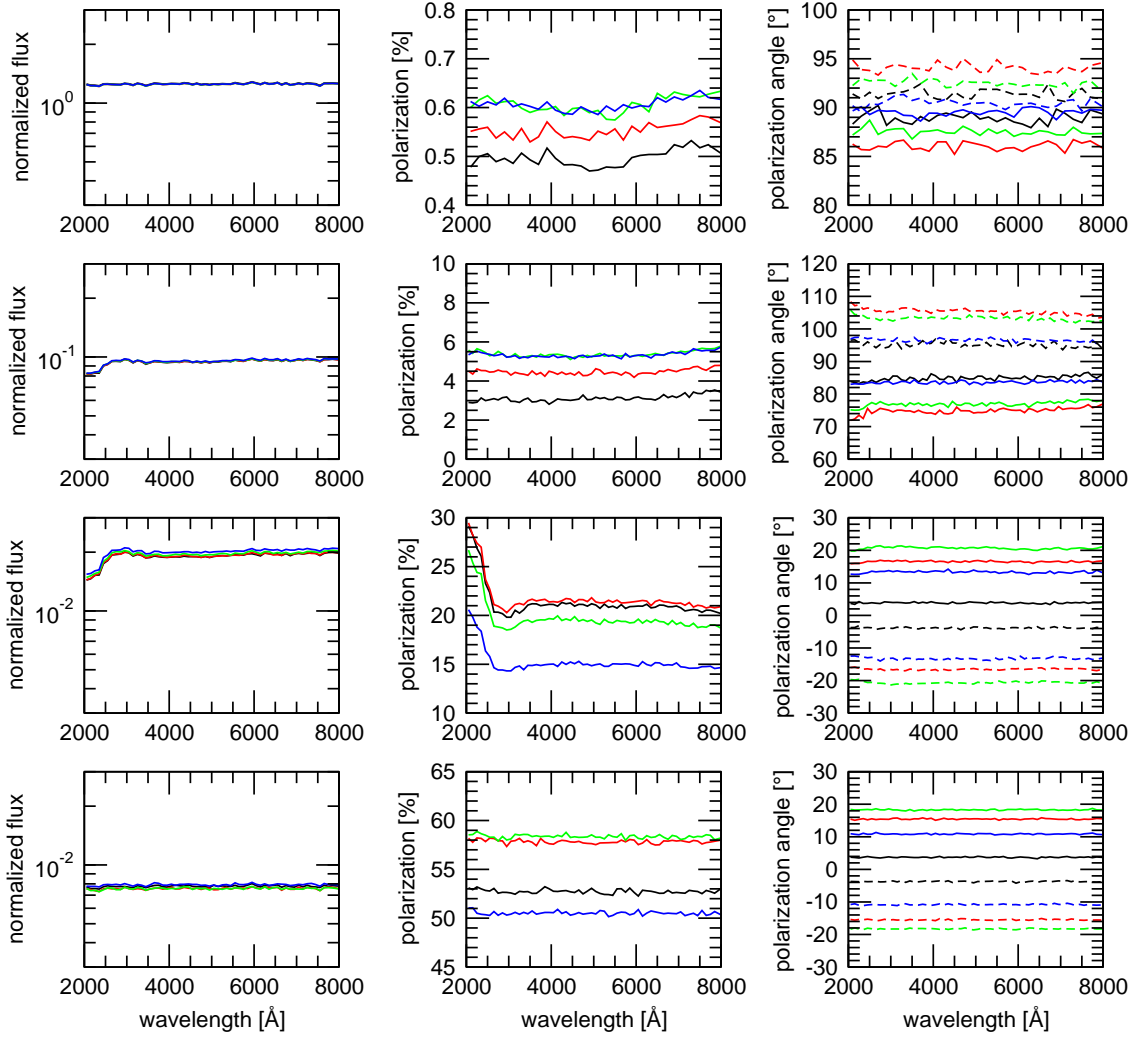 normalized flux
10^0
2000 4000 6000 8000
polarization [%]
0.8
0.7
0.6
0.5
0.4
2000 4000 6000 8000
polarization angle [°]
100
95
90
85
80
2000 4000 6000 8000
normalized flux
10^-1
2000 4000 6000 8000
polarization [%]
10
8
6
4
2
0
2000 4000 6000 8000
polarization angle [°]
120
110
100
90
80
70
60
2000 4000 6000 8000
normalized flux
10^-2
2000 4000 6000 8000
polarization [%]
30
25
20
15
10
2000 4000 6000 8000
polarization angle [°]
30
20
10
0
-10
-20
-30
2000 4000 6000 8000
normalized flux
10^-2
2000 4000 6000 8000
wavelength [Å]
polarization [%]
65
60
55
50
45
2000 4000 6000 8000
wavelength [Å]
polarization angle [°]
30
20
10
0
-10
-20
-30
2000 4000 6000 8000
wavelength [Å]